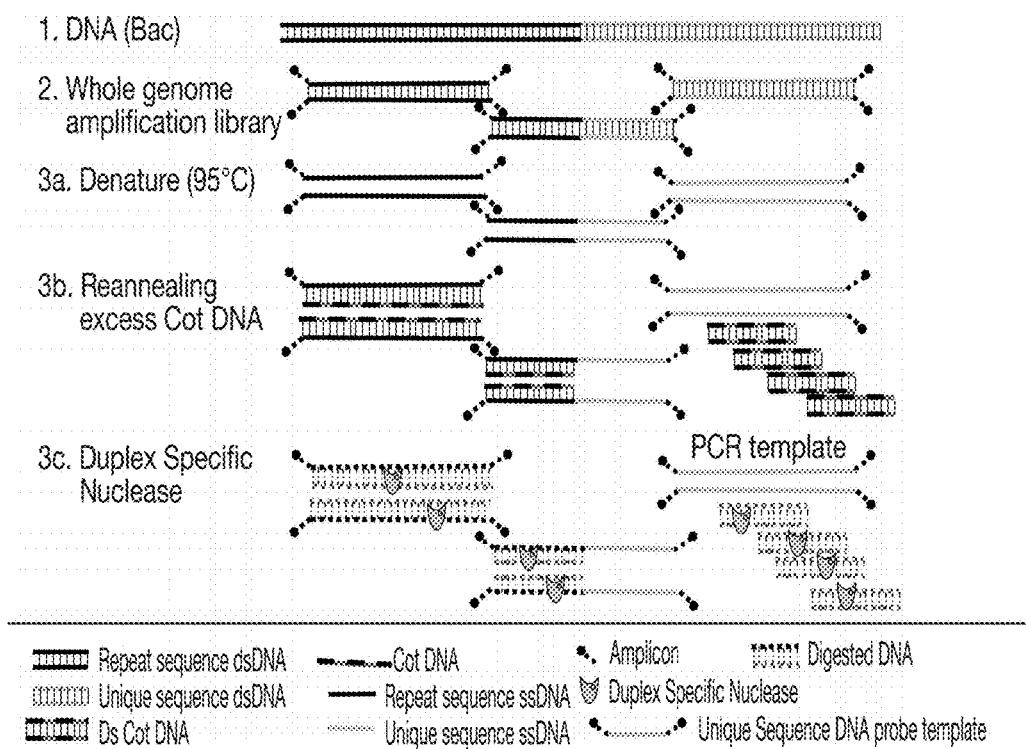 1. DNA (Bac)
2. Whole genome
amplification library
3a. Denature (95°C)
3b. Reannealing
excess Cot DNA
3c. Duplex Specific
Nuclease
PCR template
Repeat sequence dsDNA
Cot DNA
Amplicon
Digested DNA
Unique sequence dsDNA
Repeat sequence ssDNA
Duplex Specific Nuclease
Ds Cot DNA
Unique sequence ssDNA
Unique Sequence DNA probe template